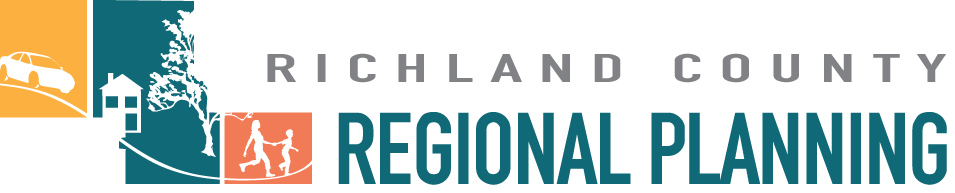 RICHLAND COUNTY
REGIONAL PLANNING